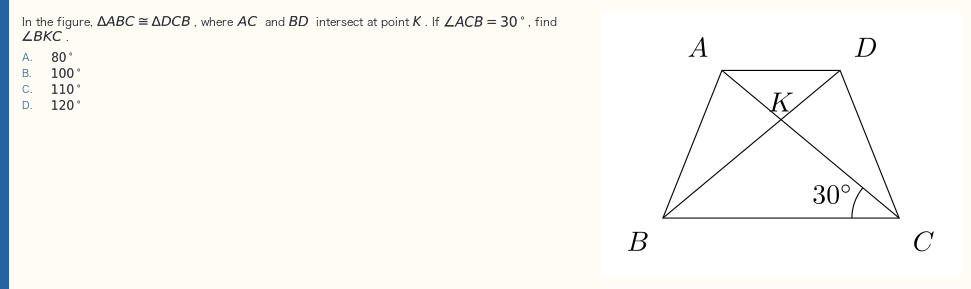 In the figure, ΔABC ≅ ΔDCB , where AC and BD intersect at point K . If ∠ACB = 30° , find
∠BKC .
A. 80°
B. 100°
C. 110°
D. 120°
A
D
K
30°
B
C